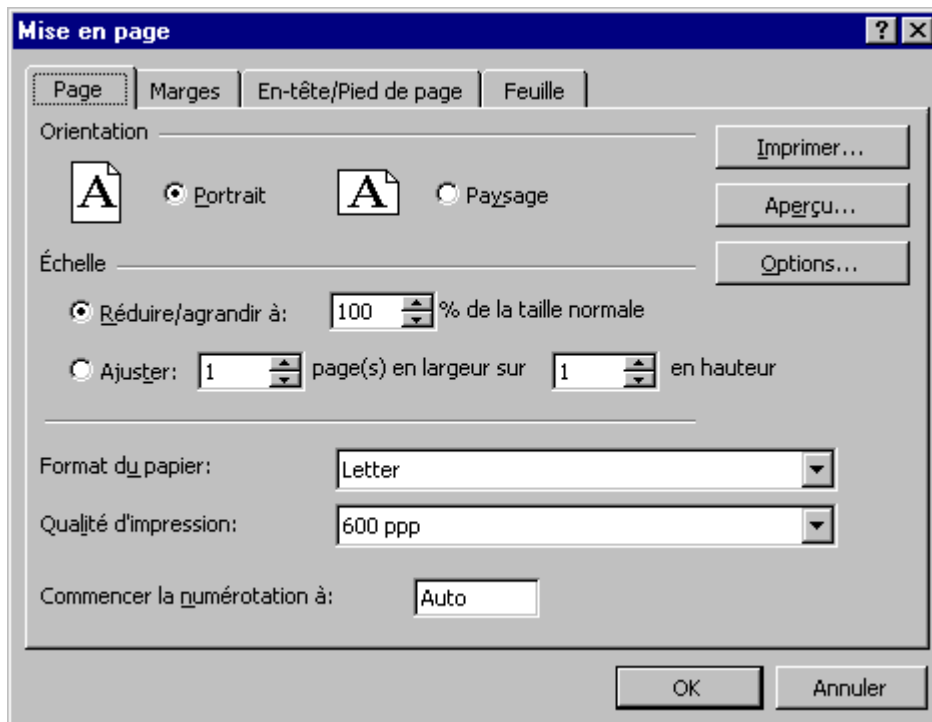 Mise en page
Page Marges En-tête/Pied de page Feuille
Orientation
Imprimer...
A Portrait A Paysage
Aperçu...
Échelle
Options...
Réduire/agrandir à: 100 % de la taille normale
Ajuster: 1 page(s) en largeur sur 1 en hauteur
Format du papier: Letter
Qualité d'impression: 600 ppp
Commencer la numérotation à: Auto
OK Annuler